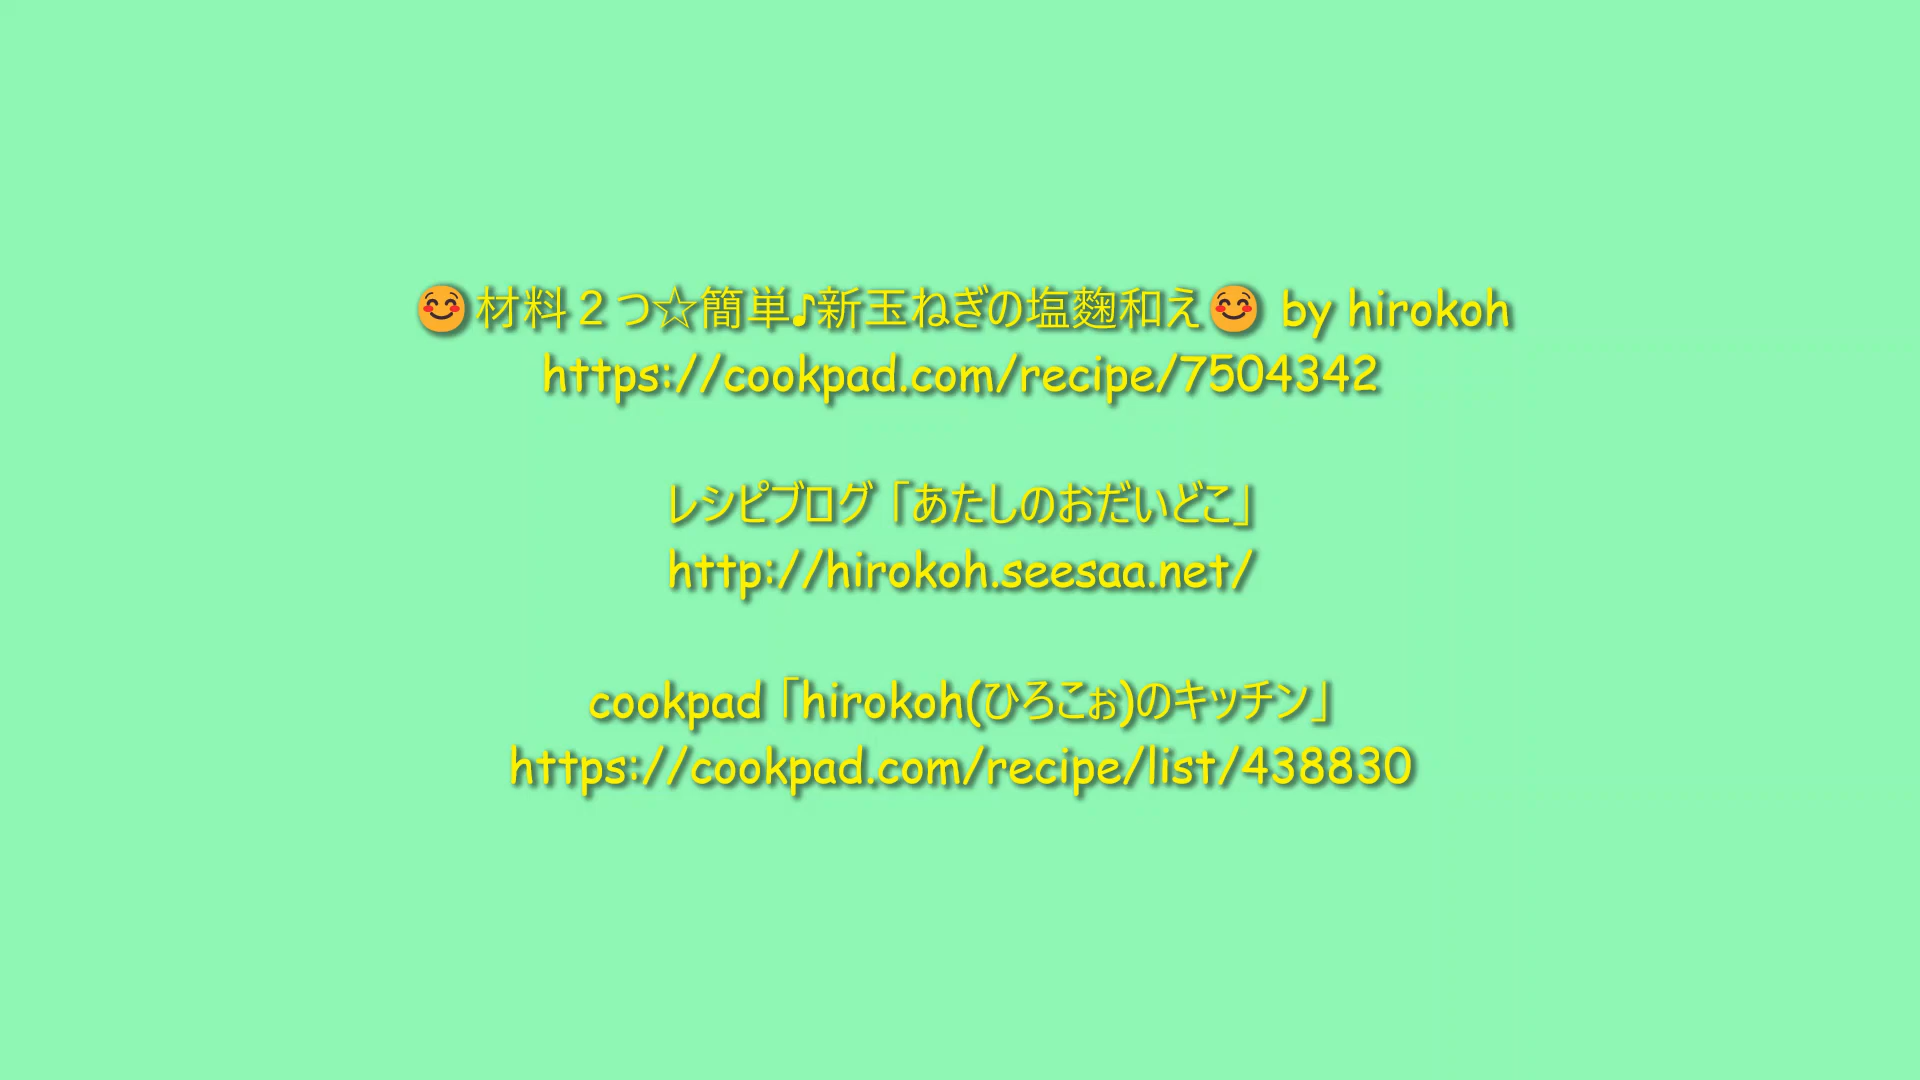 😊材料２つ☆簡単♪新玉ねぎの塩麴和え😊 by hirokoh
https://cookpad.com/recipe/7504342
レシピブログ「あたしのおだいどこ」
http://hirokoh.seesaa.net/
cookpad「hirokoh(ひろこぉ)のキッチン」
https://cookpad.com/recipe/list/438830